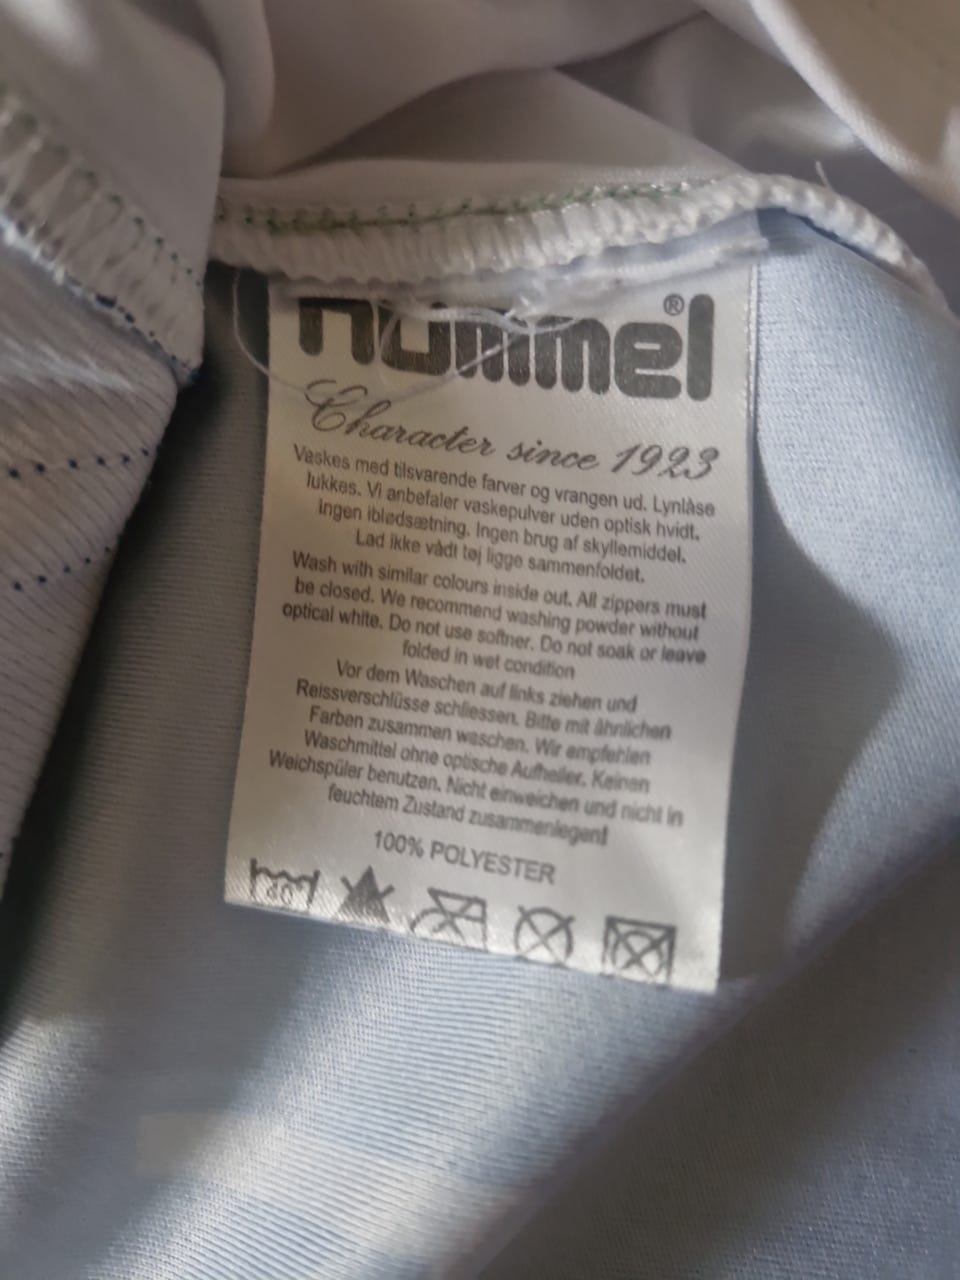 hummel®
Character since 1923
Vaskes med tilsvarende farver og vrangen ud. Lynlåse
lukkes. Vi anbefaler vaskepulver uden optisk hvidt.
Ingen iblødsætning. Ingen brug af skyllemiddel.
Lad ikke vådt tøj ligge sammenfoldet.
Wash with similar colours inside out. All zippers must
be closed. We recommend washing powder without
optical white. Do not use softner. Do not soak or leave
folded in wet condition
Vor dem Waschen auf links ziehen und
Reissverschlüsse schliessen. Bitte mit ähnlichen
Farben zusammen waschen. Wir empfehlen
Waschmittel ohne optische Aufheller. Keinen
Weichspüler benutzen. Nicht einweichen und nicht in
feuchtem Zustand zusammenlegen!
100% POLYESTER
40